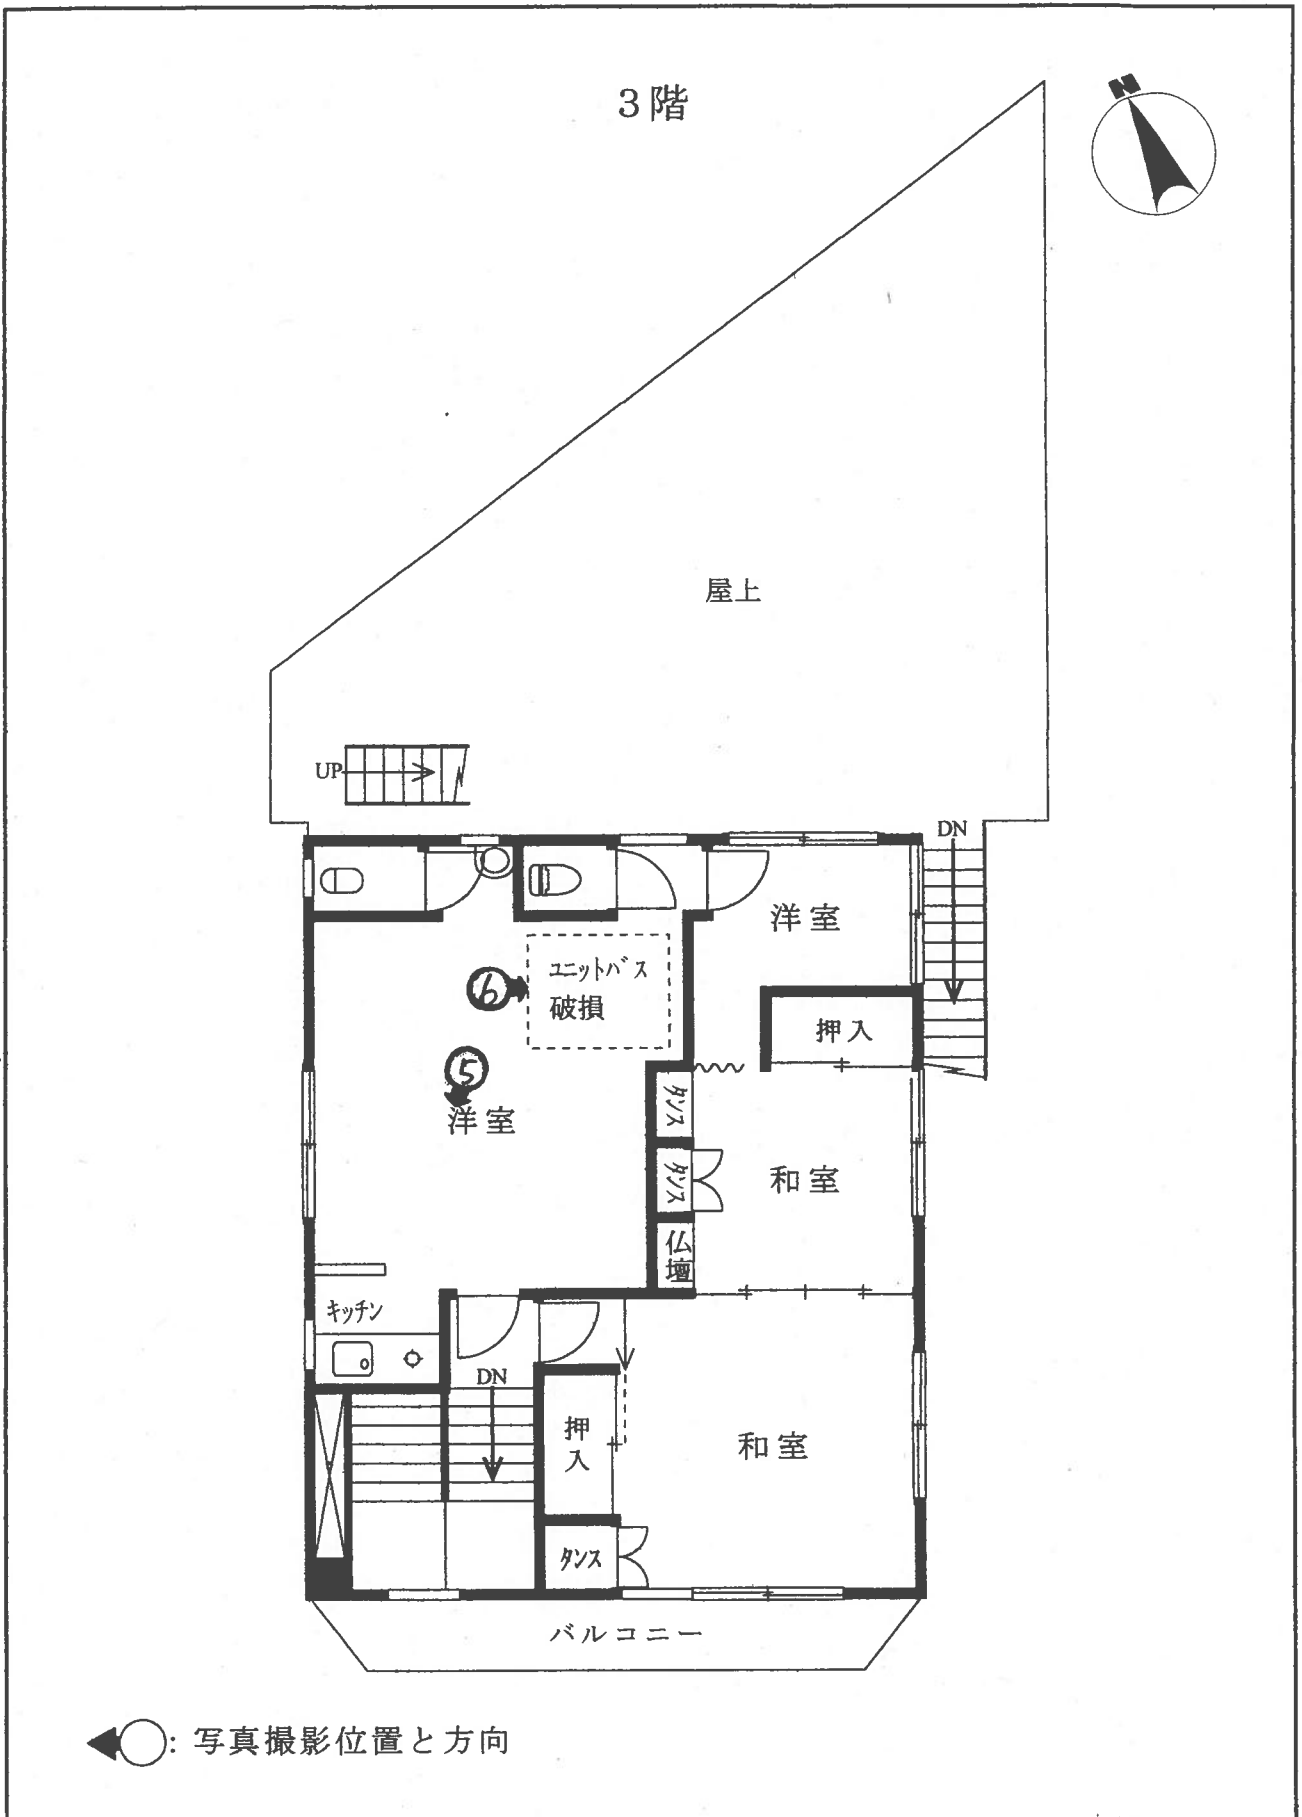 3階
N
屋上
UP
DN
洋室
ユニットバス
破損
⑥
押入
⑤
洋室
タンス
タンス
和室
仏壇
キッチン
DN
押入
和室
タンス
バルコニー
: 写真撮影位置と方向